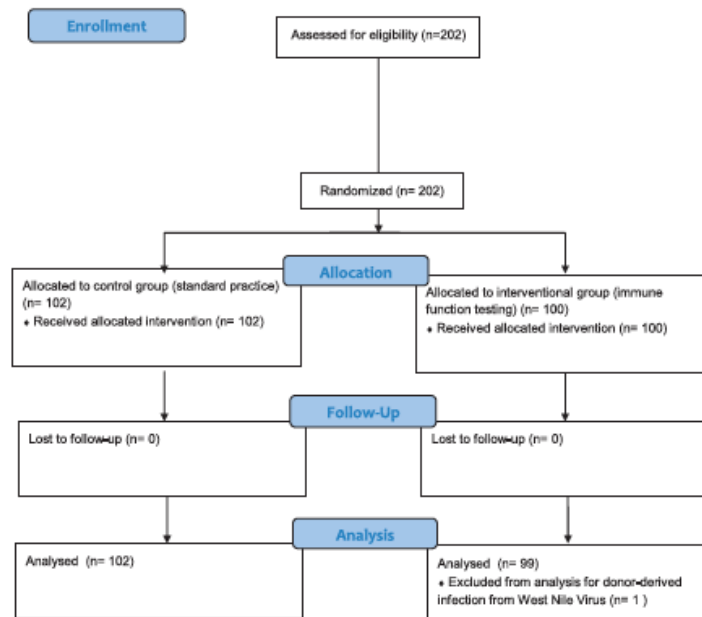 Enrollment
Assessed for eligibility (n=202)
Randomized (n= 202)
Allocation
Allocated to control group (standard practice)
(n= 102)
♦ Received allocated intervention (n= 102)
Allocated to interventional group (immune
function testing) (n= 100)
♦ Received allocated intervention (n= 100)
Follow-Up
Lost to follow-up (n= 0)
Lost to follow-up (n= 0)
Analysis
Analysed (n= 102)
Analysed (n= 99)
♦ Excluded from analysis for donor-derived
infection from West Nile Virus (n= 1 )